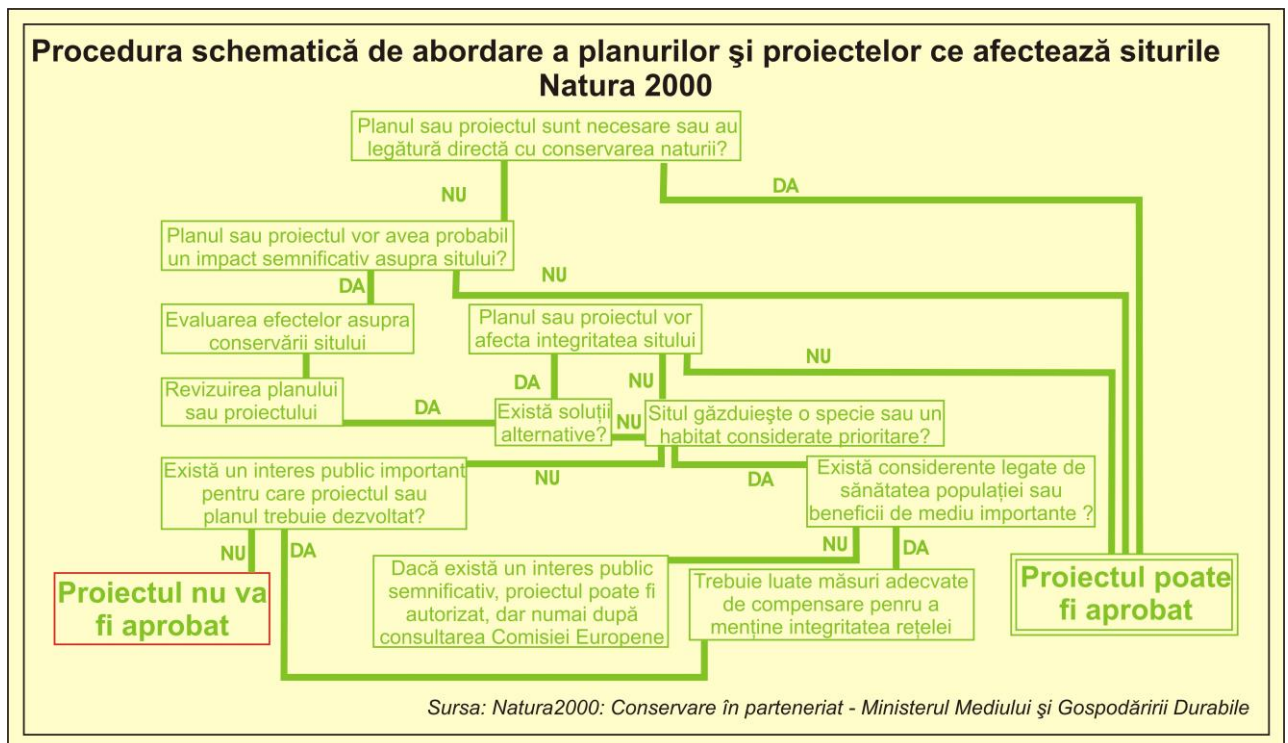 Procedura schematică de abordare a planurilor şi proiectelor ce afectează siturile
Natura 2000
Planul sau proiectul sunt necesare sau au
legătură directă cu conservarea naturii?
NU
DA
Planul sau proiectul vor avea probabil
un impact semnificativ asupra sitului?
DA
NU
Evaluarea efectelor asupra
conservării sitului
Planul sau proiectul vor
afecta integritatea sitului
Revizuirea planului
sau proiectului
DA
DA
NU
NU
Există soluţii
alternative?
NU
Situl găzduieşte o specie sau un
habitat considerate prioritare?
Există un interes public important
pentru care proiectul sau
planul trebuie dezvoltat?
NU
DA
Există considerente legate de
sănătatea populaţiei sau
beneficii de mediu importante ?
NU
DA
NU
DA
Proiectul nu va
fi aprobat
Dacă există un interes public
semnificativ, proiectul poate fi
autorizat, dar numai după
consultarea Comisiei Europene
Trebuie luate măsuri adecvate
de compensare penru a
menţine integritatea reţelei
Proiectul poate
fi aprobat
Sursa: Natura2000: Conservare în parteneriat - Ministerul Mediului şi Gospodăririi Durabile